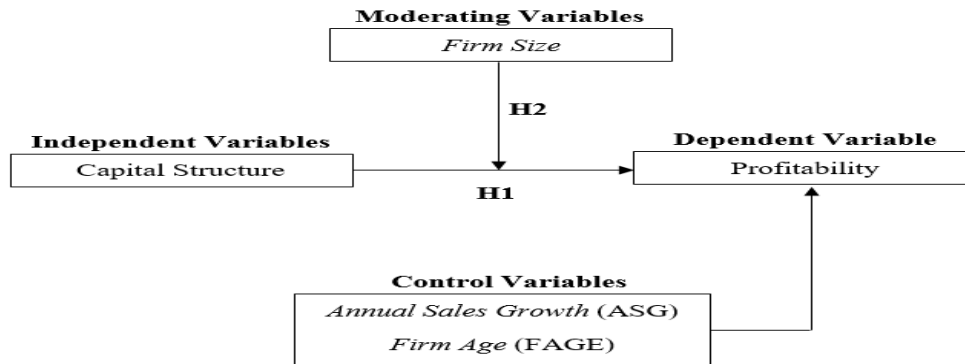 Moderating Variables
Firm Size
H2
Independent Variables
Capital Structure
Dependent Variable
Profitability
H1
Control Variables
Annual Sales Growth (ASG)
Firm Age (FAGE)